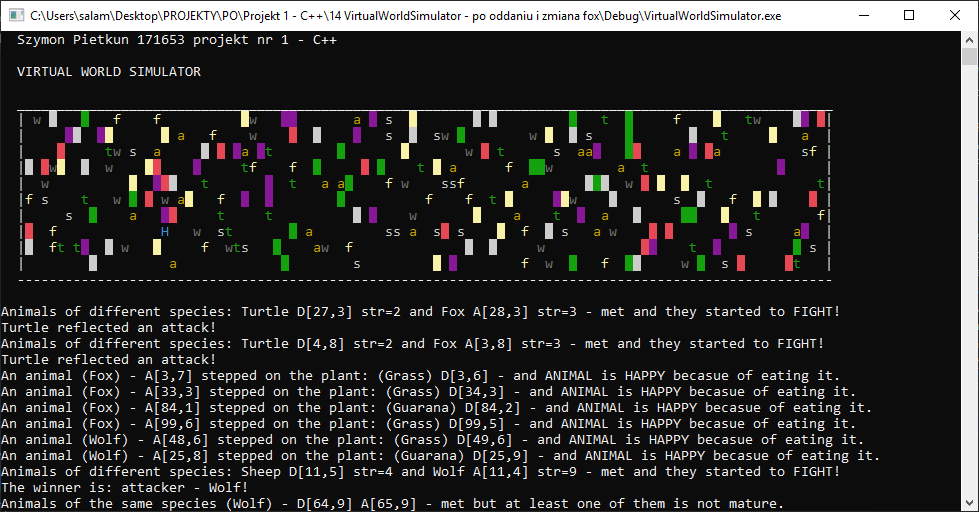 C:\Users\salam\Desktop\PROJEKTY\PO\Projekt 1 - C++\14 VirtualWorldSimulator - po oddaniu i zmiana fox\Debug\VirtualWorldSimulator.exe
Szymon Pietkun 171653 projekt nr 1 - C++
VIRTUAL WORLD SIMULATOR
w f f w a s t f tw
a f w s sw w s t a
tw s a a t w t s aa a a sf
w w tf f t a f w a t
w t t aa f w ssf a w t
f s t w w a f f f t w s f
s a t t w a t a t f
f H w st a ss a s s f s a w s a
f t t w f wts aw f w t s
a s f w f w s t
Animals of different species: Turtle D[27,3] str=2 and Fox A[28,3] str=3 - met and they started to FIGHT!
Turtle reflected an attack!
Animals of different species: Turtle D[4,8] str=2 and Fox A[3,8] str=3 - met and they started to FIGHT!
Turtle reflected an attack!
An animal (Fox) - A[3,7] stepped on the plant: (Grass) D[3,6] - and ANIMAL is HAPPY becasue of eating it.
An animal (Fox) - A[33,3] stepped on the plant: (Grass) D[34,3] - and ANIMAL is HAPPY becasue of eating it.
An animal (Fox) - A[84,1] stepped on the plant: (Guarana) D[84,2] - and ANIMAL is HAPPY becasue of eating it.
An animal (Fox) - A[99,6] stepped on the plant: (Grass) D[99,5] - and ANIMAL is HAPPY becasue of eating it.
An animal (Wolf) - A[48,6] stepped on the plant: (Grass) D[49,6] - and ANIMAL is HAPPY becasue of eating it.
An animal (Wolf) - A[25,8] stepped on the plant: (Guarana) D[25,9] - and ANIMAL is HAPPY becasue of eating it.
Animals of different species: Sheep D[11,5] str=4 and Wolf A[11,4] str=9 - met and they started to FIGHT!
The winner is: attacker - Wolf!
Animals of the same species (Wolf) - D[64,9] A[65,9] - met but at least one of them is not mature.